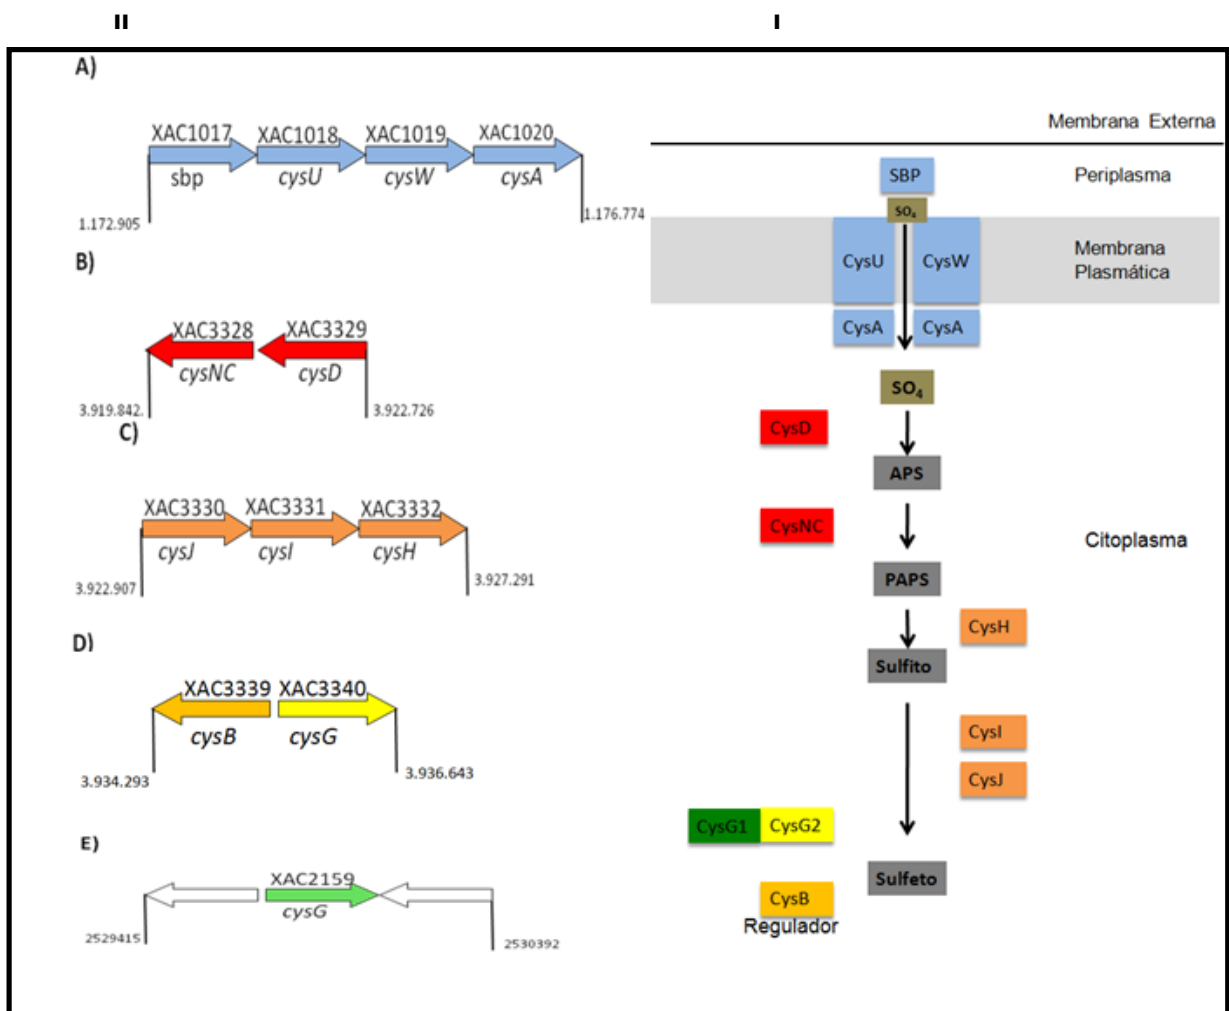 II
I
A)
XAC1017 XAC1018 XAC1019 XAC1020
sbp cysU cysW cysA
1.172.905
1.176.774
B)
XAC3328 XAC3329
cysNC cysD
3.919.842.
3.922.726
C)
XAC3330 XAC3331 XAC3332
cysJ cysI cysH
3.922.907
3.927.291
D)
XAC3339 XAC3340
cysB cysG
3.934.293
3.936.643
E)
XAC2159
cysG
2529415
2530392
Membrana Externa
SBP
Periplasma
SO4
CysU CysW
Membrana
Plasmática
CysA CysA
SO4
CysD
APS
CysNC
Citoplasma
PAPS
CysH
Sulfito
CysI
CysJ
CysG1 CysG2
Sulfeto
CysB
Regulador